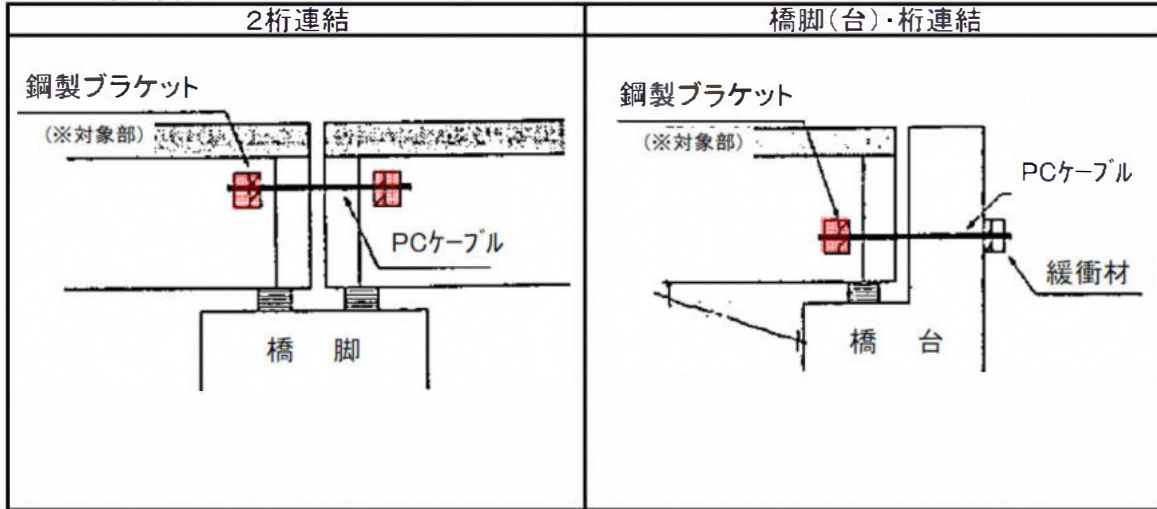 2桁連結
橋脚(台)・桁連結
鋼製ブラケット
(※対象部)
PCケーブル
橋 脚
鋼製ブラケット
(※対象部)
PCケーブル
緩衝材
橋 台